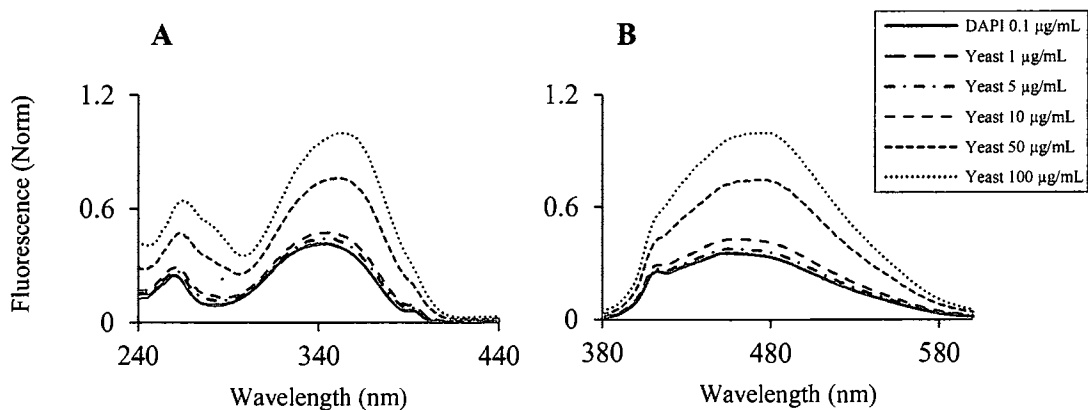 A
B
DAPI 0.1 µg/mL
Yeast 1 µg/mL
Yeast 5 µg/mL
Yeast 10 µg/mL
Yeast 50 µg/mL
Yeast 100 µg/mL
Fluorescence (Norm)
1.2
0.6
0
240
340
440
Wavelength (nm)
1.2
0.6
0
380
480
580
Wavelength (nm)